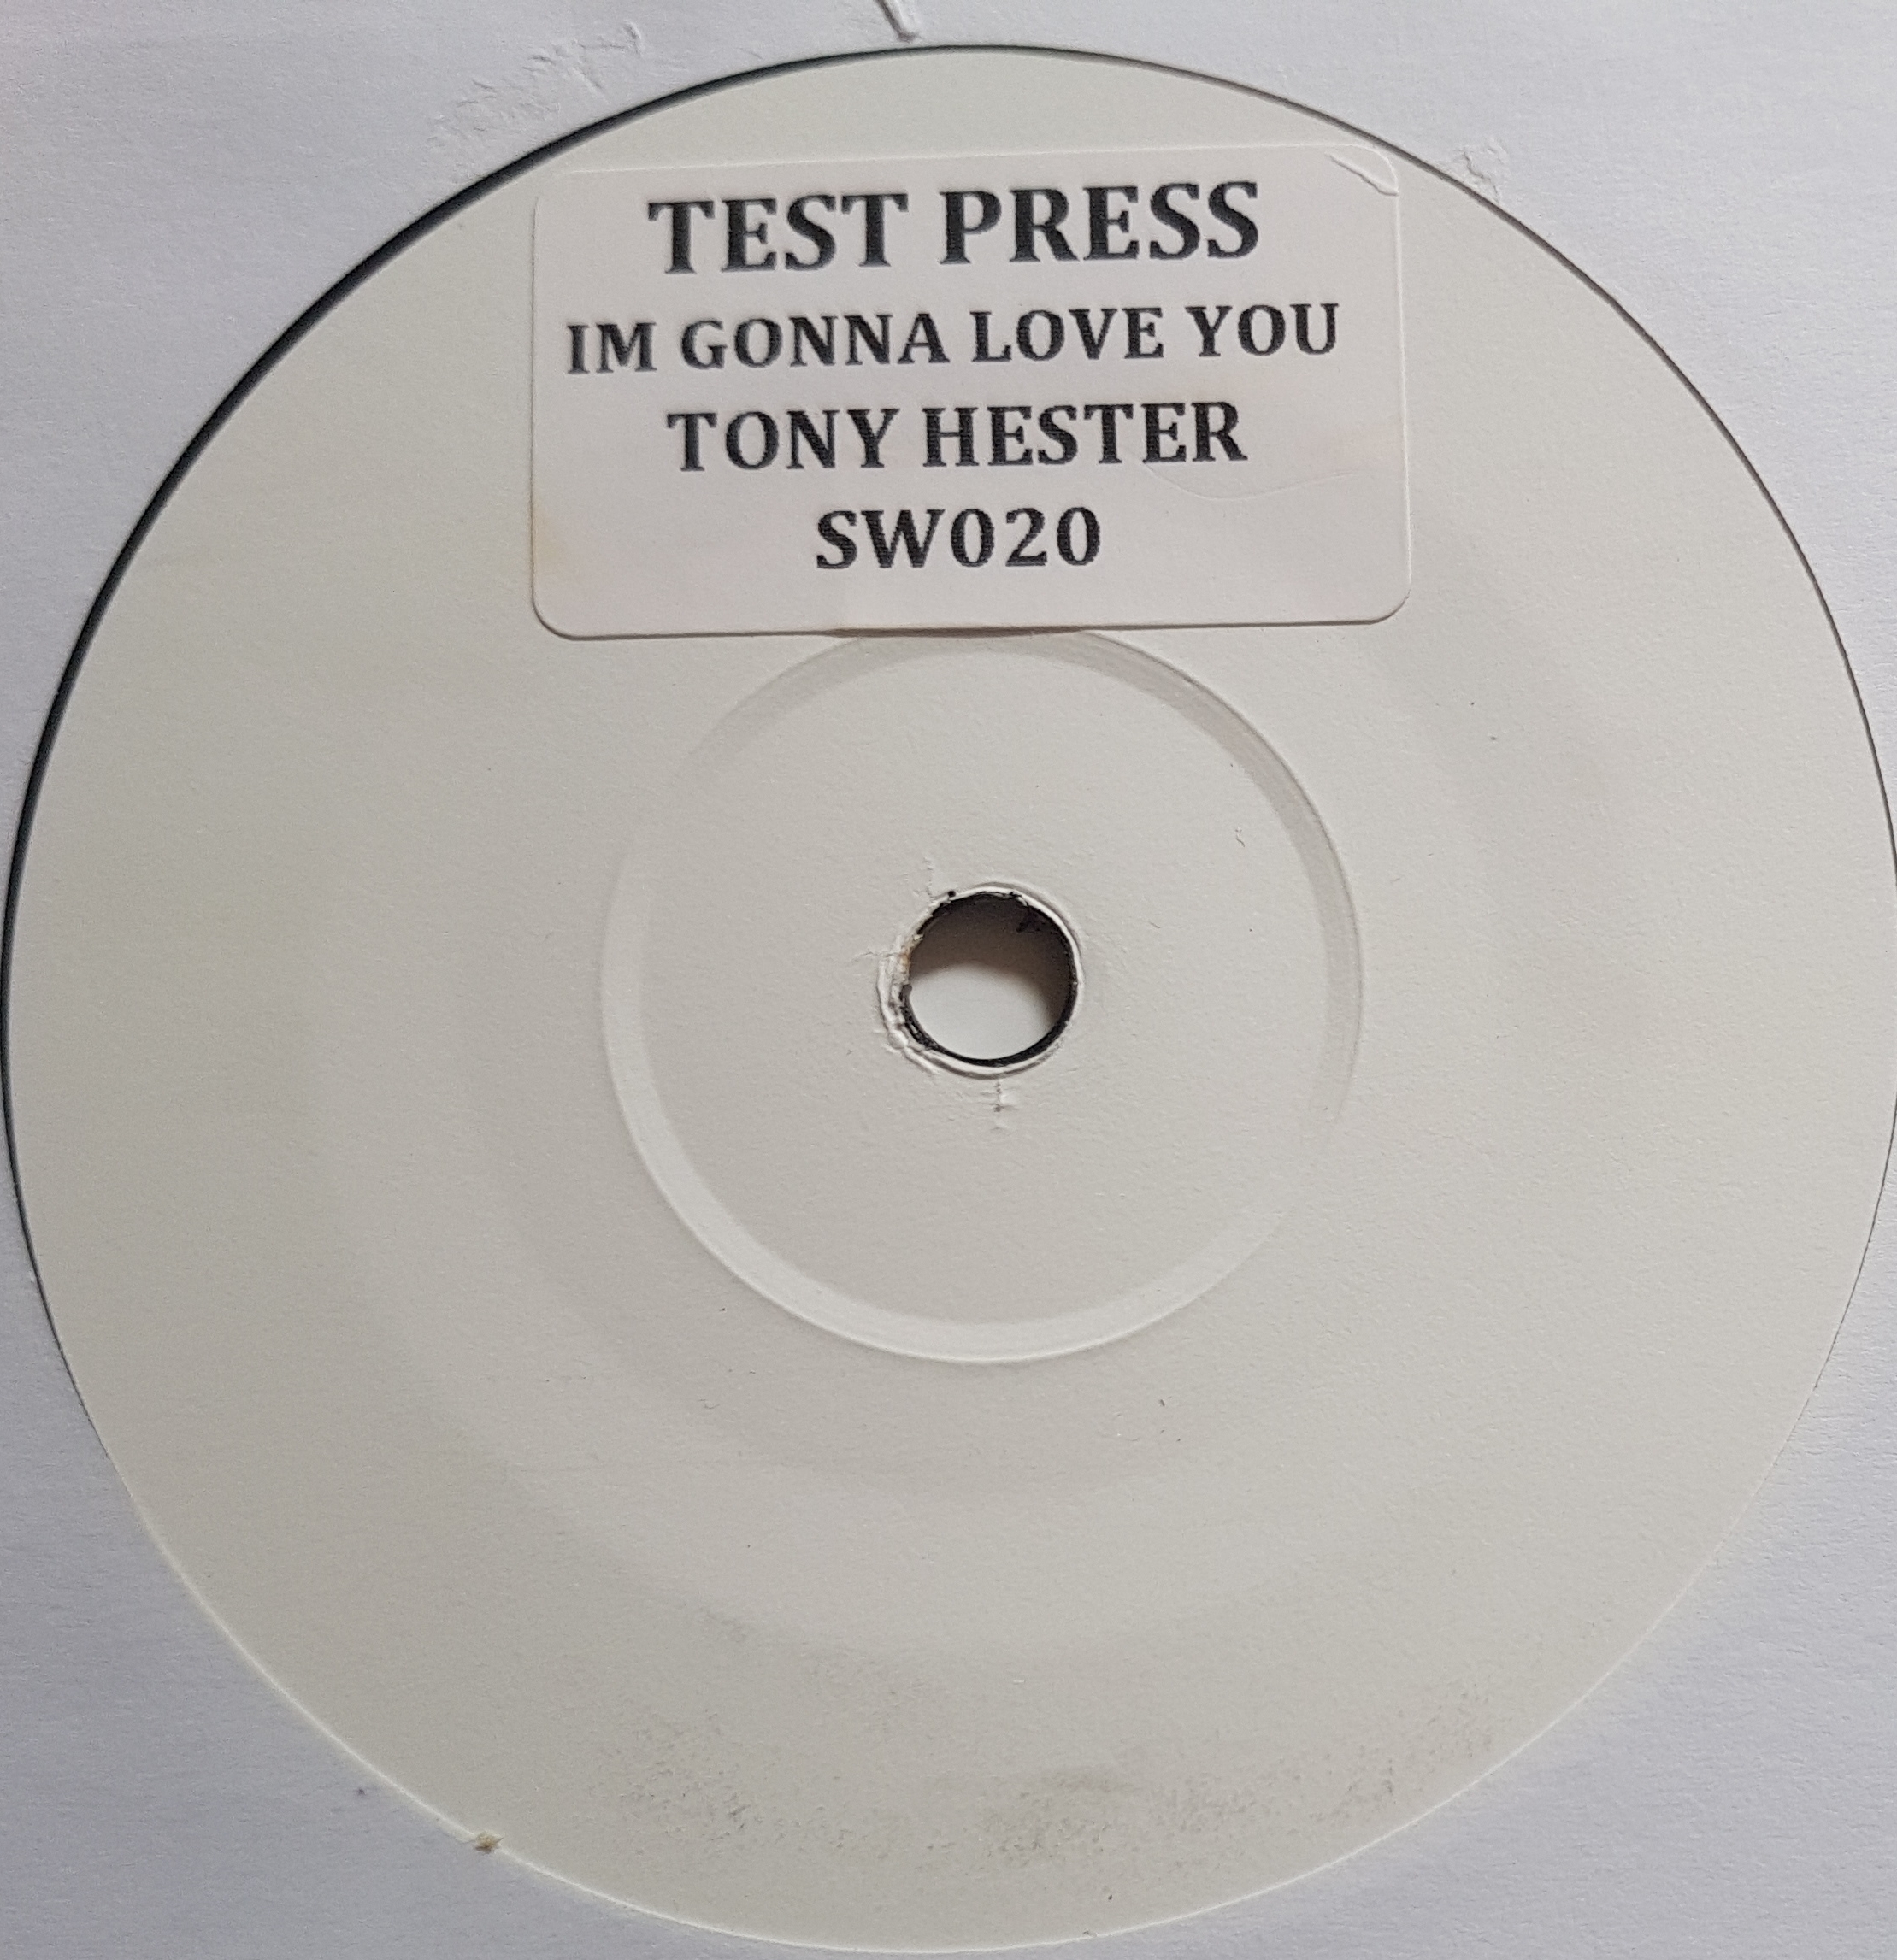 TEST PRESS
IM GONNA LOVE YOU
TONY HESTER
SW020